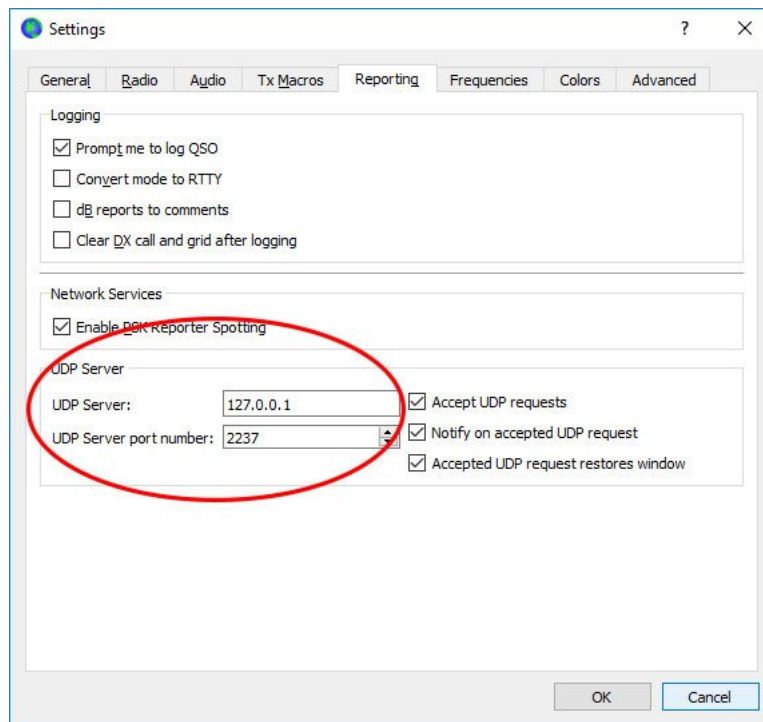 Settings
General Radio Audio Tx Macros Reporting Frequencies Colors Advanced
Logging
Prompt me to log QSO
Convert mode to RTTY
dB reports to comments
Clear DX call and grid after logging
Network Services
Enable PSK Reporter Spotting
UDP Server
UDP Server: 127.0.0.1 Accept UDP requests
UDP Server port number: 2237 Notify on accepted UDP request
Accepted UDP request restores window
OK Cancel